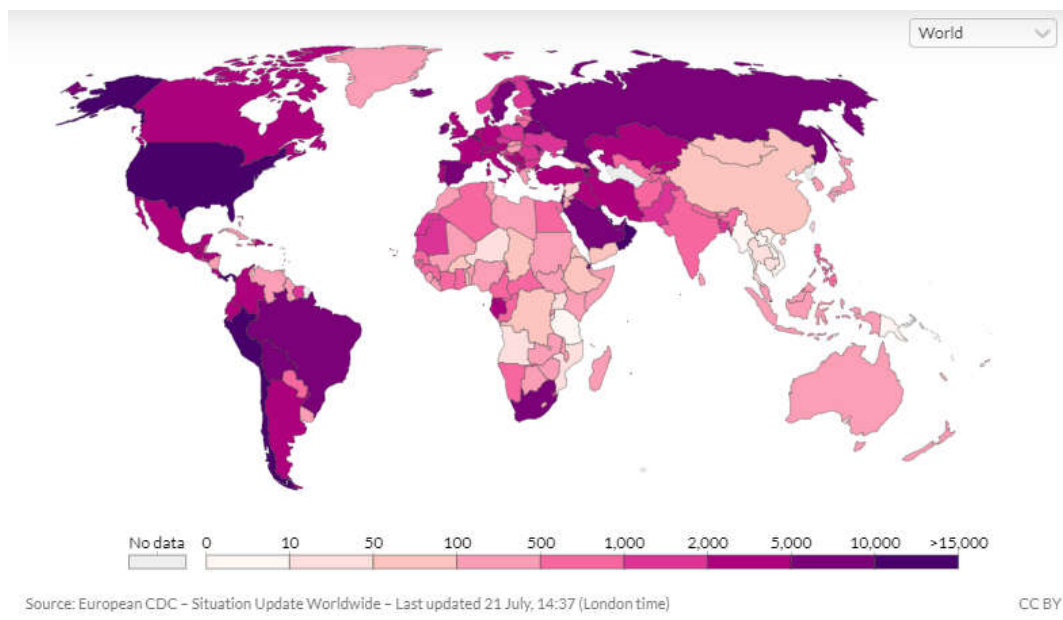 World
No data 0 10 50 100 500 1,000 2,000 5,000 10,000 >15,000
Source: European CDC – Situation Update Worldwide – Last updated 21 July, 14:37 (London time) CC BY